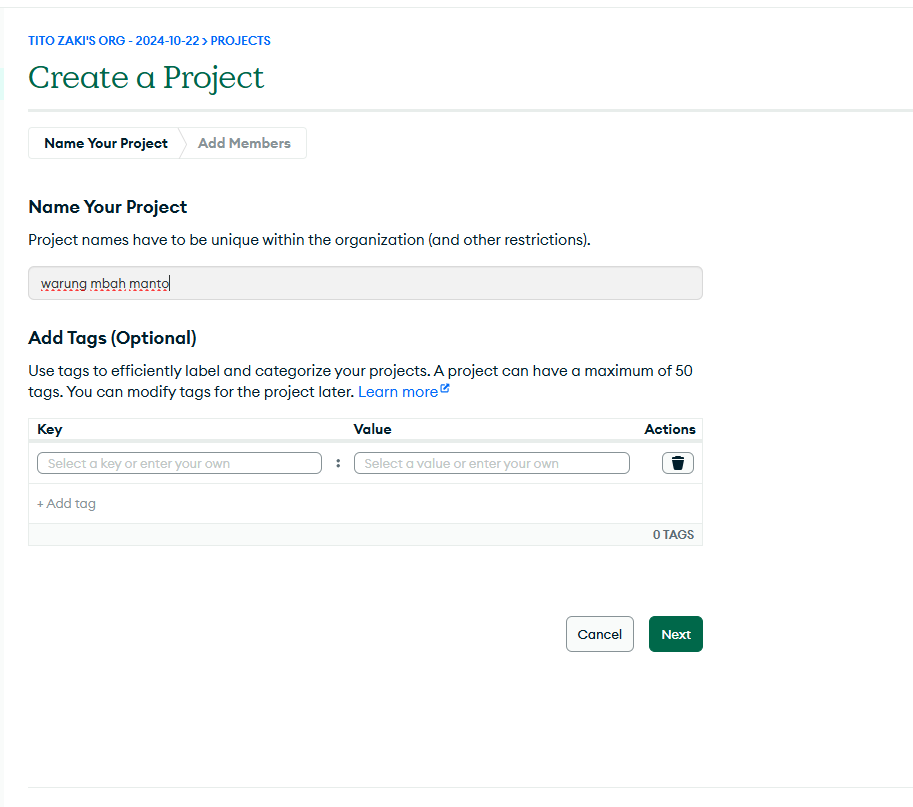 TITO ZAKI'S ORG - 2024-10-22 > PROJECTS
Create a Project
Name Your Project Add Members
Name Your Project
Project names have to be unique within the organization (and other restrictions).
warung mbah manto
Add Tags (Optional)
Use tags to efficiently label and categorize your projects. A project can have a maximum of 50
tags. You can modify tags for the project later. Learn more
Key Value Actions
Select a key or enter your own : Select a value or enter your own
+ Add tag
0 TAGS
Cancel Next